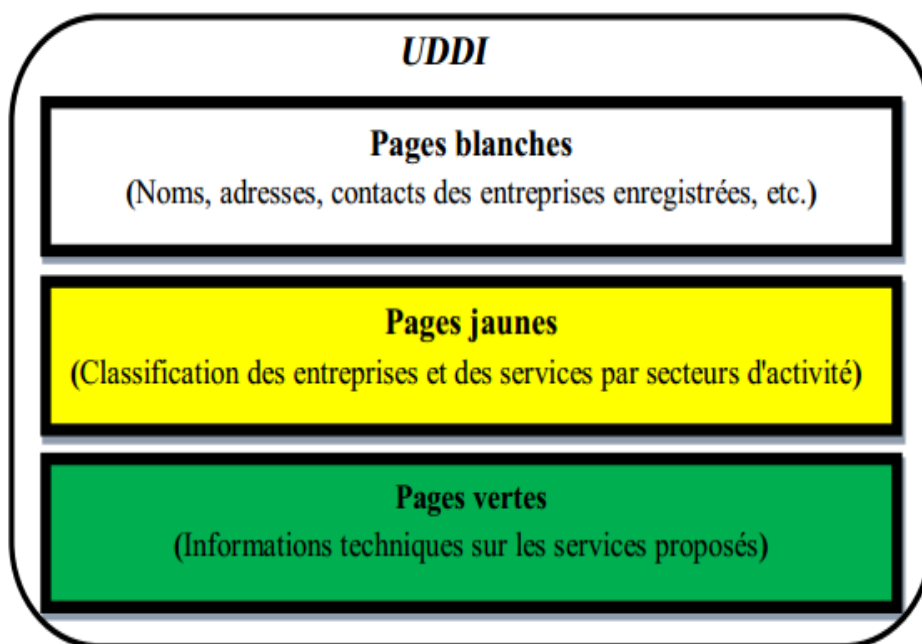 UDDI
Pages blanches
(Noms, adresses, contacts des entreprises enregistrées, etc.)
Pages jaunes
(Classification des entreprises et des services par secteurs d'activité)
Pages vertes
(Informations techniques sur les services proposés)